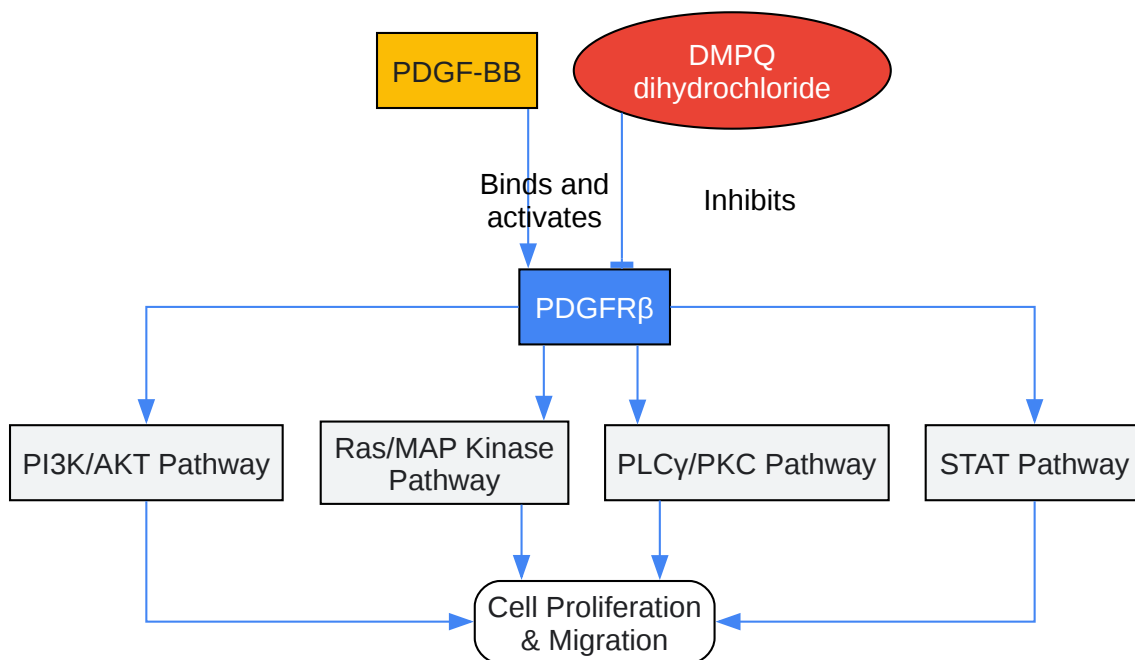 PDGF-BB
DMPQ
dihydrochloride
Binds and
activates
Inhibits
PDGFRβ
PI3K/AKT Pathway
Ras/MAP Kinase
Pathway
PLCγ/PKC Pathway
STAT Pathway
Cell Proliferation
& Migration